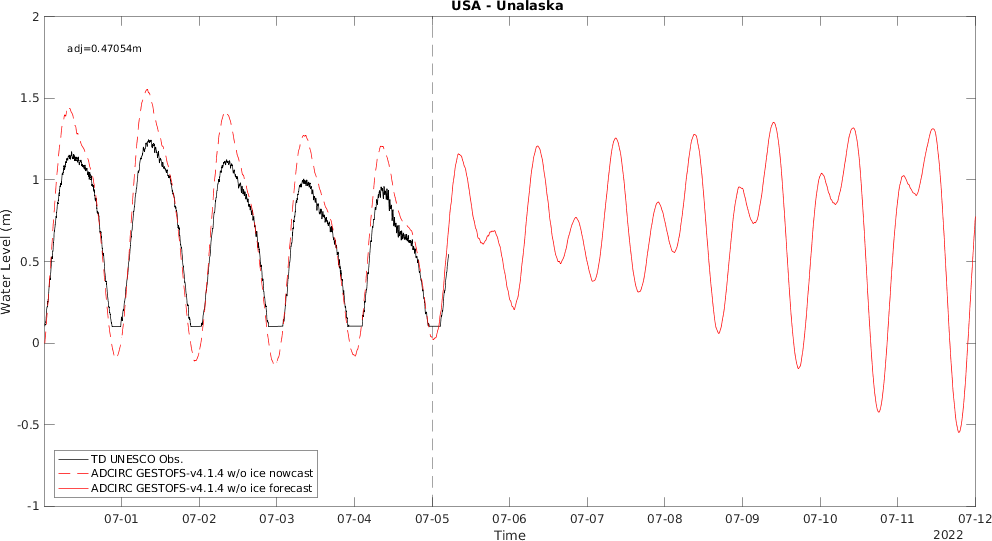 USA - Unalaska
adj=0.47054m
2
1.5
1
0.5
0
-0.5
-1
Water Level (m)
TD UNESCO Obs.
ADCIRC GESTOFS-v4.1.4 w/o ice nowcast
ADCIRC GESTOFS-v4.1.4 w/o ice forecast
07-01 07-02 07-03 07-04 07-05 07-06 07-07 07-08 07-09 07-10 07-11 07-12
Time
2022